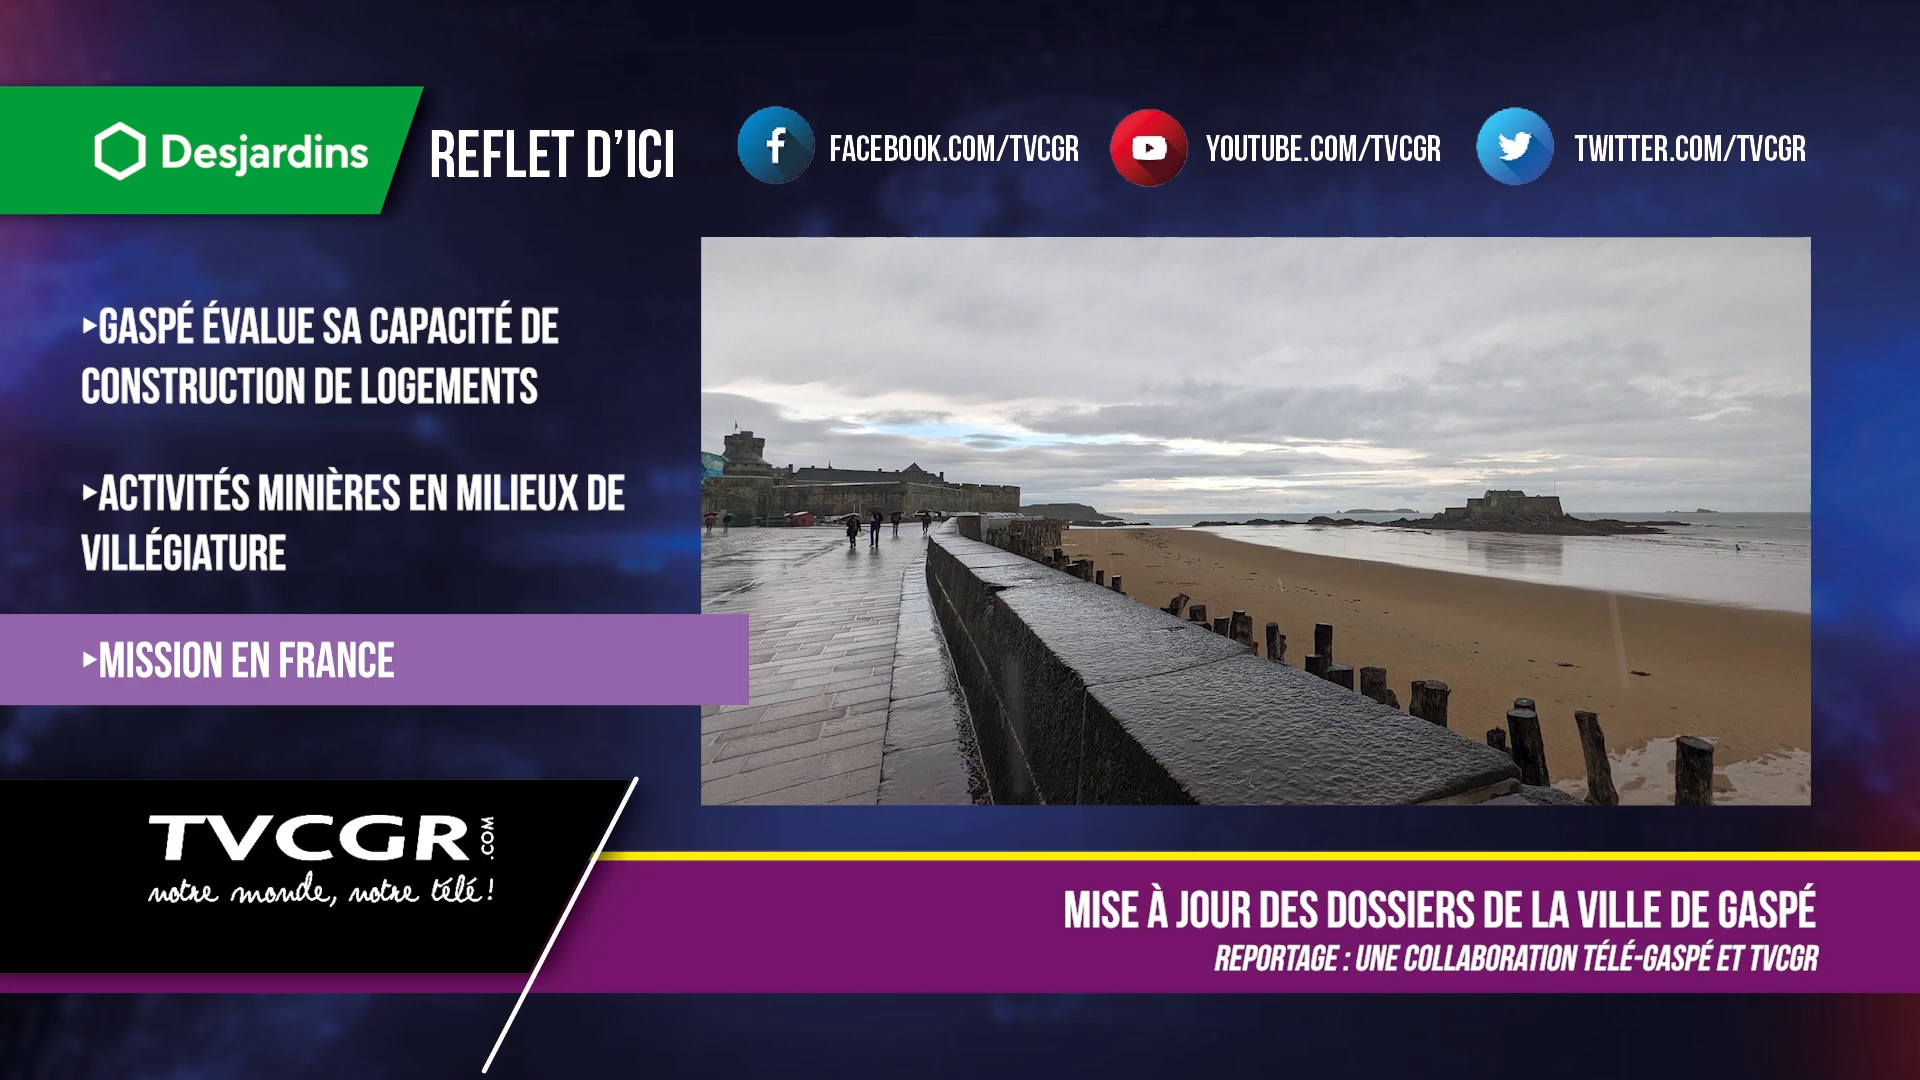 Desjardins
REFLET D'ICI
FACEBOOK.COM/TVCGR
YOUTUBE.COM/TVCGR
TWITTER.COM/TVCGR
▸GASPÉ ÉVALUE SA CAPACITÉ DE
CONSTRUCTION DE LOGEMENTS
▸ACTIVITÉS MINIÈRES EN MILIEUX DE
VILLÉGIATURE
▸MISSION EN FRANCE
TVCGR.COM
notre monde, notre télé!
MISE À JOUR DES DOSSIERS DE LA VILLE DE GASPÉ
REPORTAGE : UNE COLLABORATION TÉLÉ-GASPÉ ET TVCGR